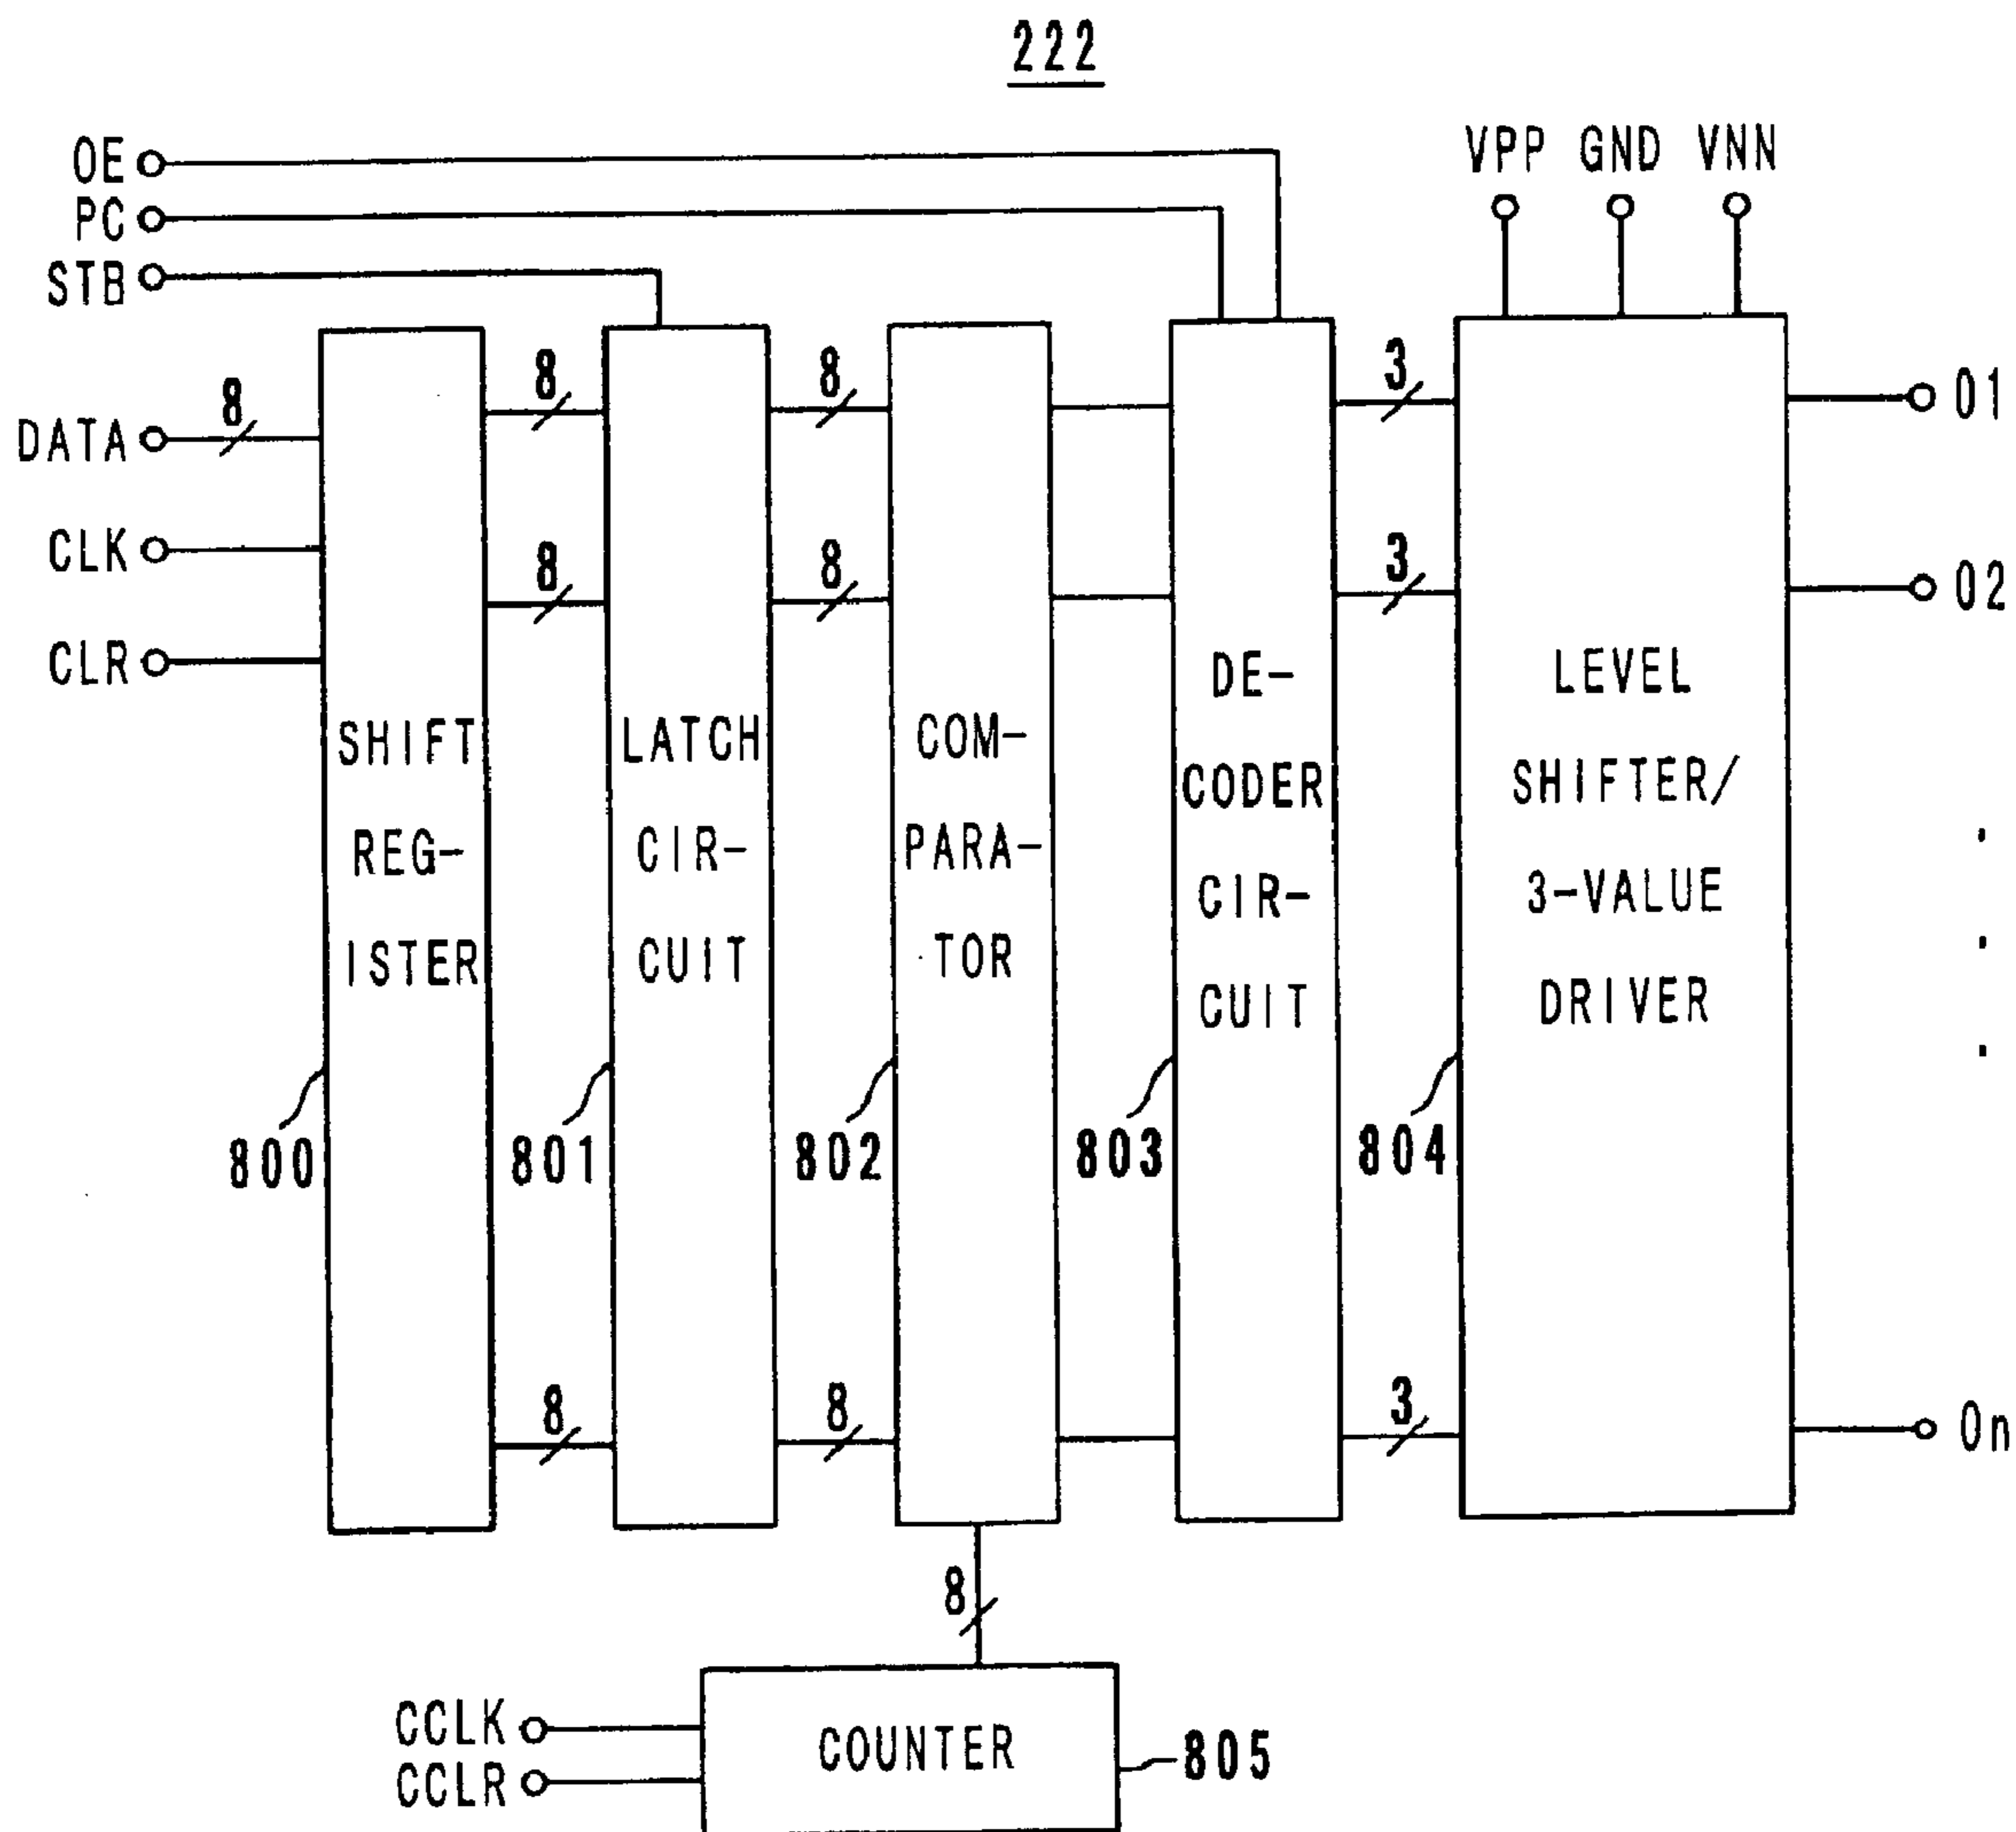 222
OE
PC
STB
VPP GND VNN
DATA
8
CLK
CLR
8
8
8
8
3
3
01
02
0n
SHIFT
REG-
ISTER
LATCH
CIR-
CUIT
COM-
PARA-
TOR
DE-
CODER
CIR-
CUIT
LEVEL
SHIFTER/
3-VALUE
DRIVER
800
801
802
803
804
8
8
3
8
CCLK
CCLR
COUNTER
805